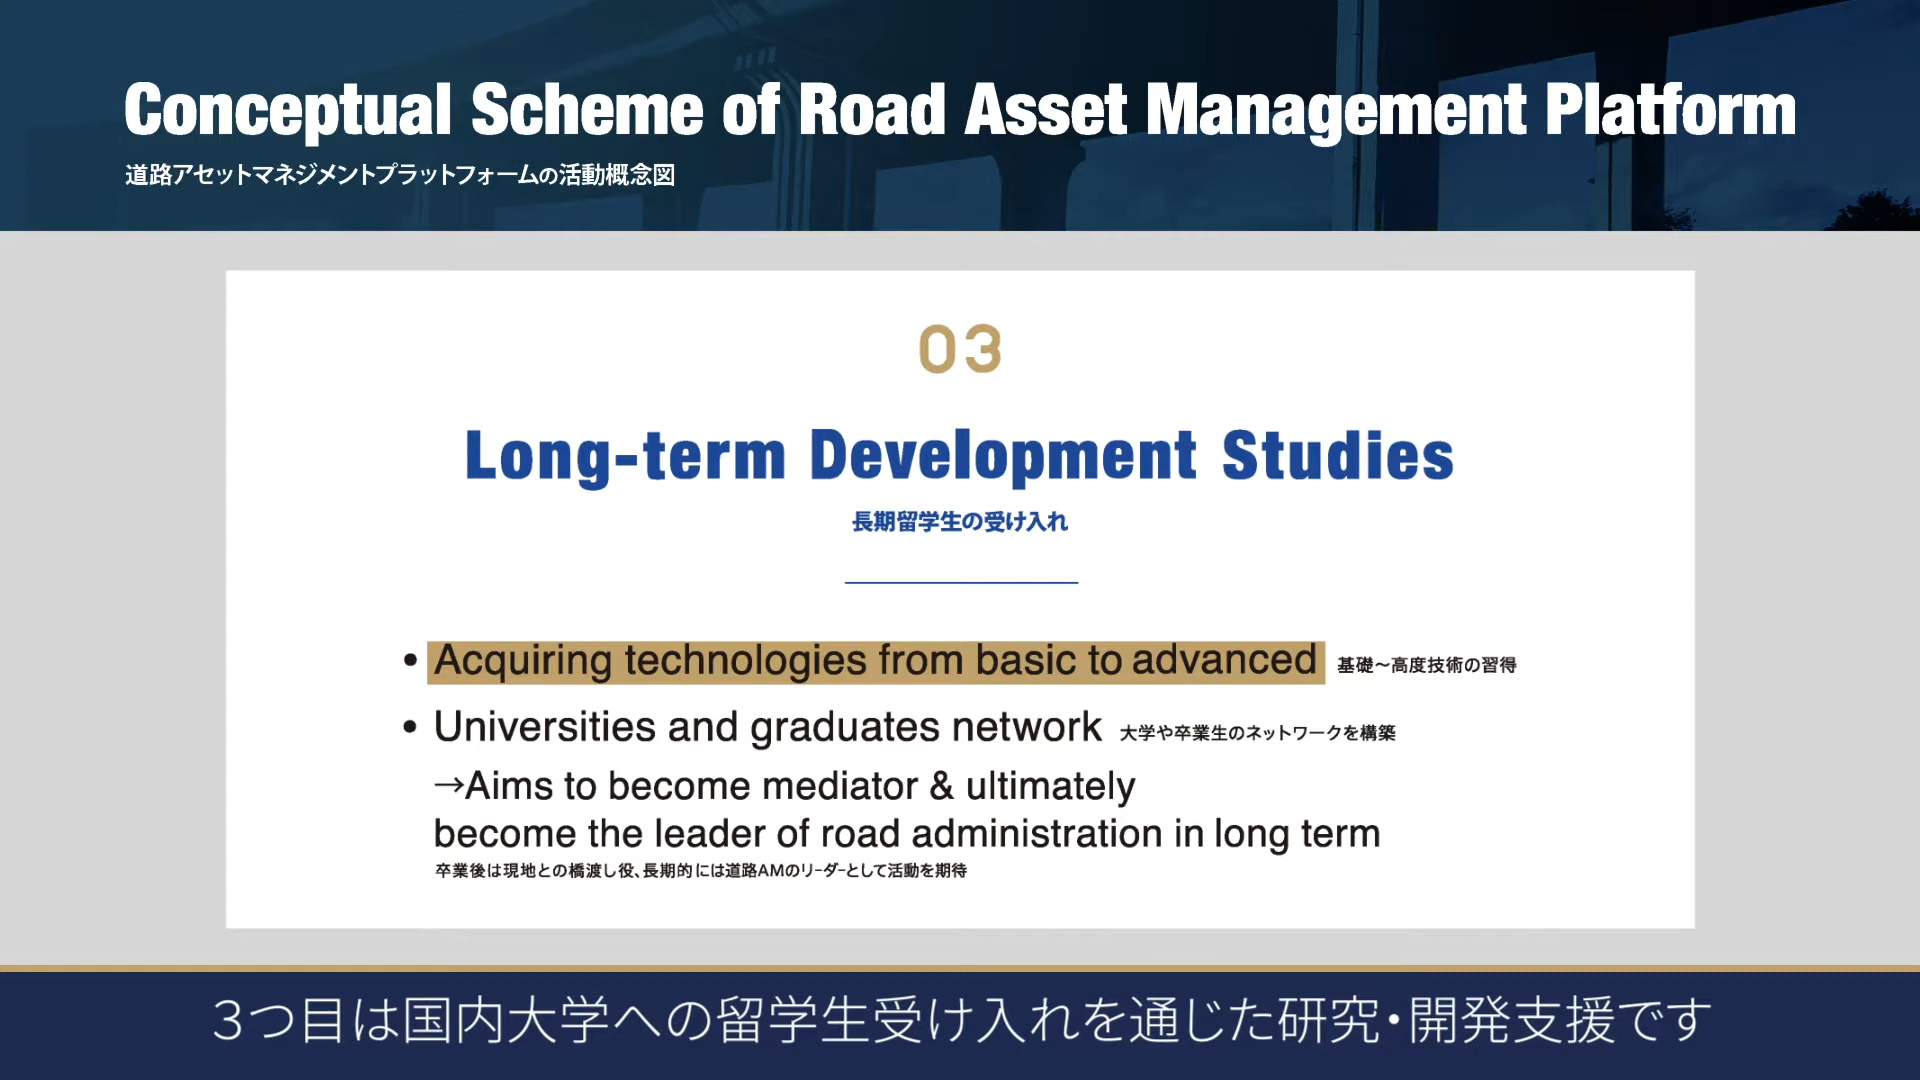 Conceptual Scheme of Road Asset Management Platform
道路アセットマネジメントプラットフォームの活動概念図
03
Long-term Development Studies
長期留学生の受け入れ
• Acquiring technologies from basic to advanced 基礎～高度技術の習得
• Universities and graduates network 大学や卒業生のネットワークを構築
→Aims to become mediator & ultimately
become the leader of road administration in long term
卒業後は現地との橋渡し役、長期的には道路AMのリーダーとして活動を期待
３つ目は国内大学への留学生受け入れを通じた研究・開発支援です